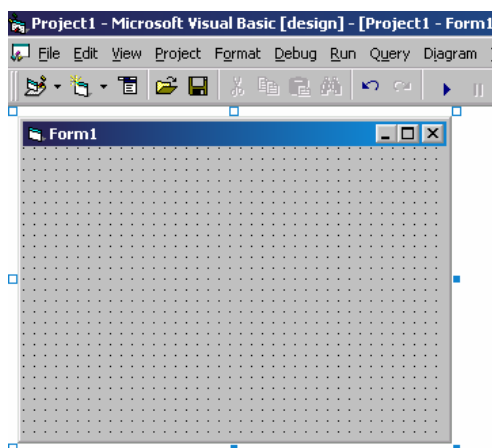 Project1 - Microsoft Visual Basic [design] - [Project1 - Form1
File Edit View Project Format Debug Run Query Diagram
Form1